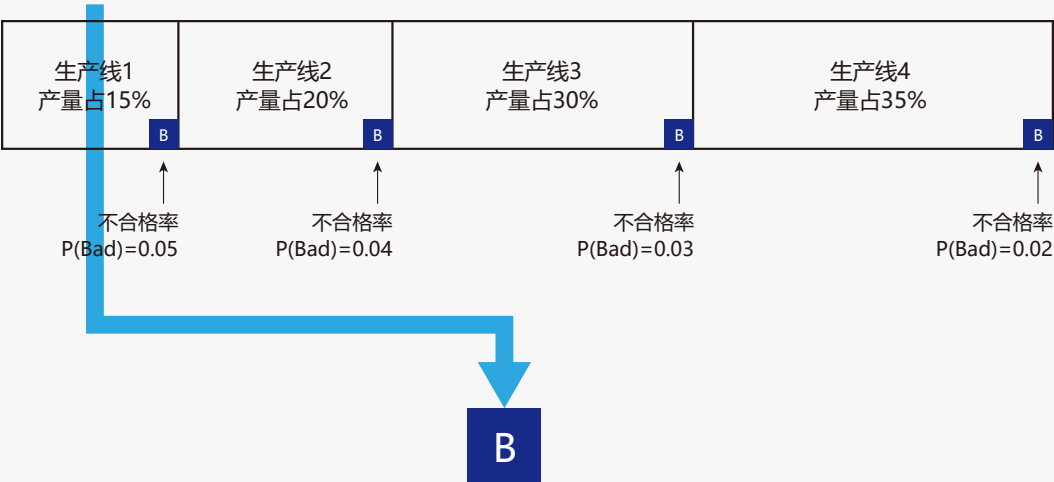 生产线1
产量占15%
生产线2
产量占20%
生产线3
产量占30%
生产线4
产量占35%
B
B
B
B
不合格率
P(Bad)=0.05
不合格率
P(Bad)=0.04
不合格率
P(Bad)=0.03
不合格率
P(Bad)=0.02
B